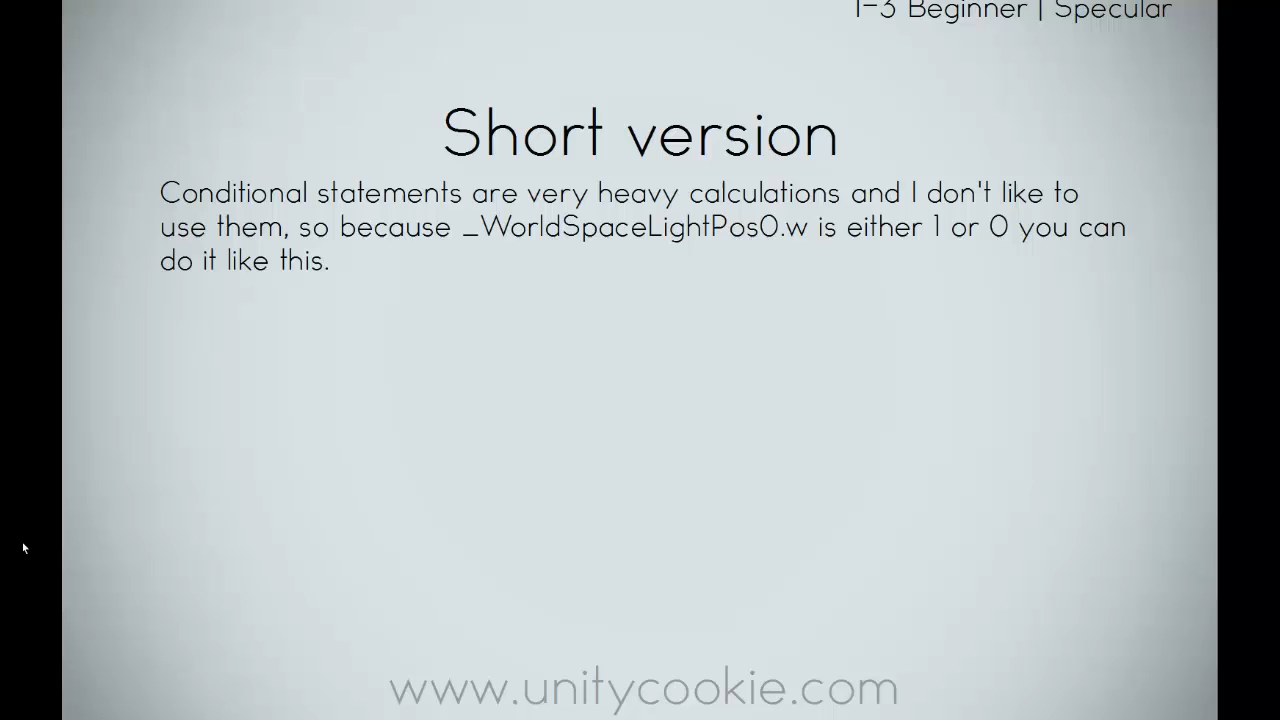 1-3 Beginner | Specular
Short version
Conditional statements are very heavy calculations and I don't like to
use them, so because _WorldSpaceLightPos0.w is either 1 or 0 you can
do it like this.
www.unitycookie.com